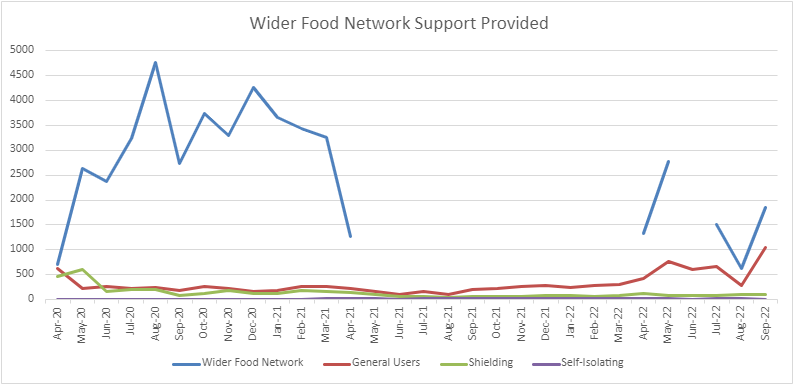 Wider Food Network Support Provided
5000
4500
4000
3500
3000
2500
2000
1500
1000
500
0
Apr-20
May-20
Jun-20
Jul-20
Aug-20
Sep-20
Oct-20
Nov-20
Dec-20
Jan-21
Feb-21
Mar-21
Apr-21
May-21
Jun-21
Jul-21
Aug-21
Sep-21
Oct-21
Nov-21
Dec-21
Jan-22
Feb-22
Mar-22
Apr-22
May-22
Jun-22
Jul-22
Aug-22
Sep-22
Wider Food Network General Users Shielding Self-Isolating